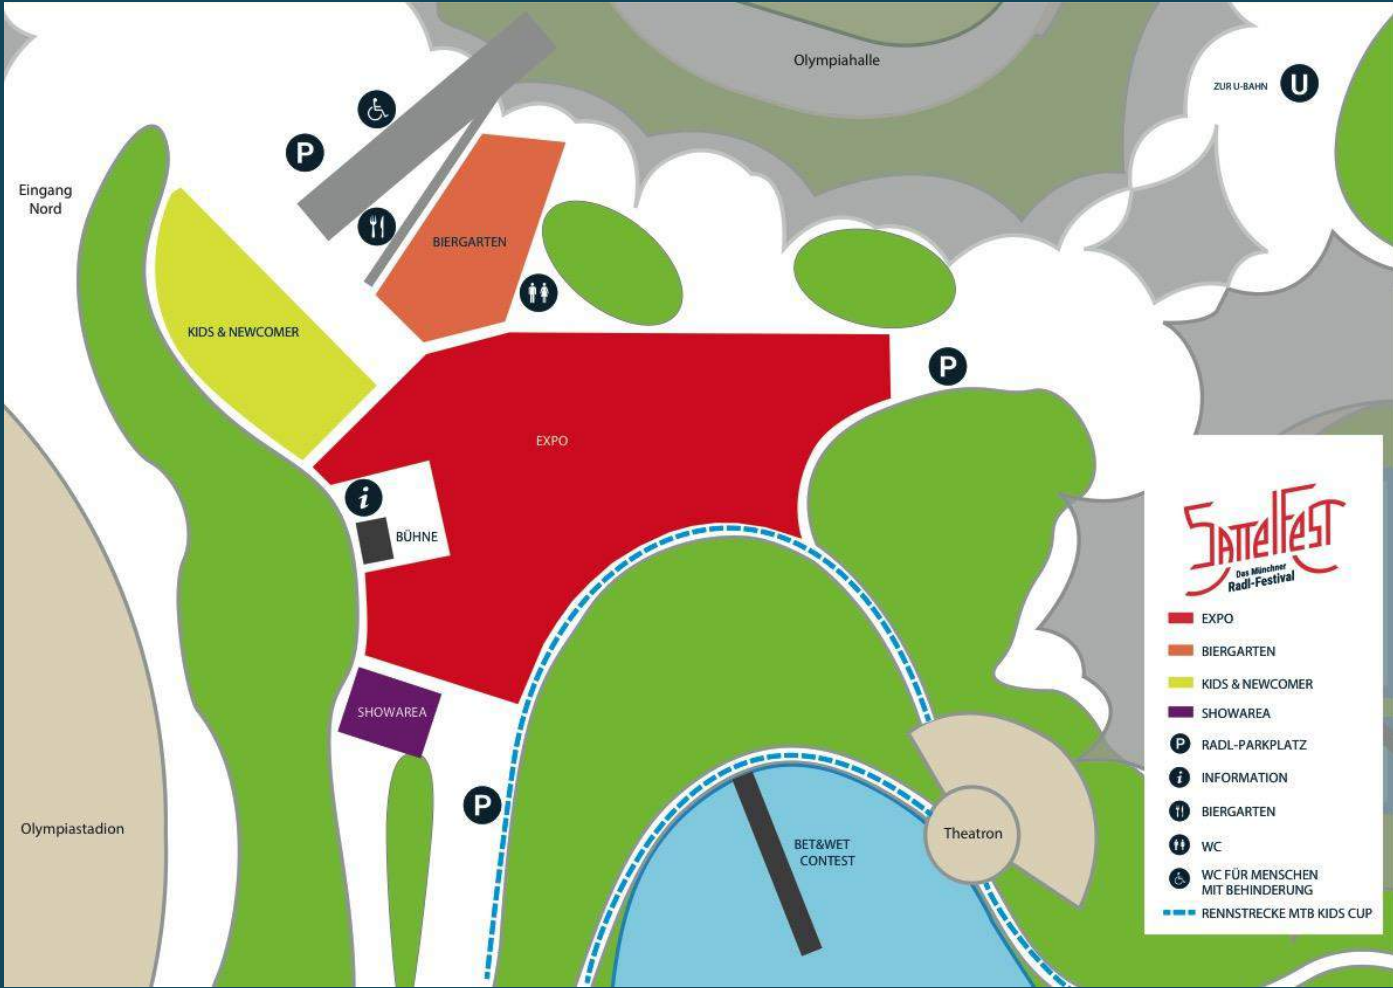 Olympiahalle
ZUR U-BAHN U
P
Eingang
Nord
BIERGARTEN
KIDS & NEWCOMER
P
EXPO
i
BÜHNE
SHOWAREA
P
Olympiastadion
BET&WET
CONTEST
Theatron
SATTELFEST
Das Münchner
Radl-Festival
EXPO
BIERGARTEN
KIDS & NEWCOMER
SHOWAREA
P RADL-PARKPLATZ
i INFORMATION
BIERGARTEN
WC
WC FÜR MENSCHEN
MIT BEHINDERUNG
RENNSTRECKE MTB KIDS CUP